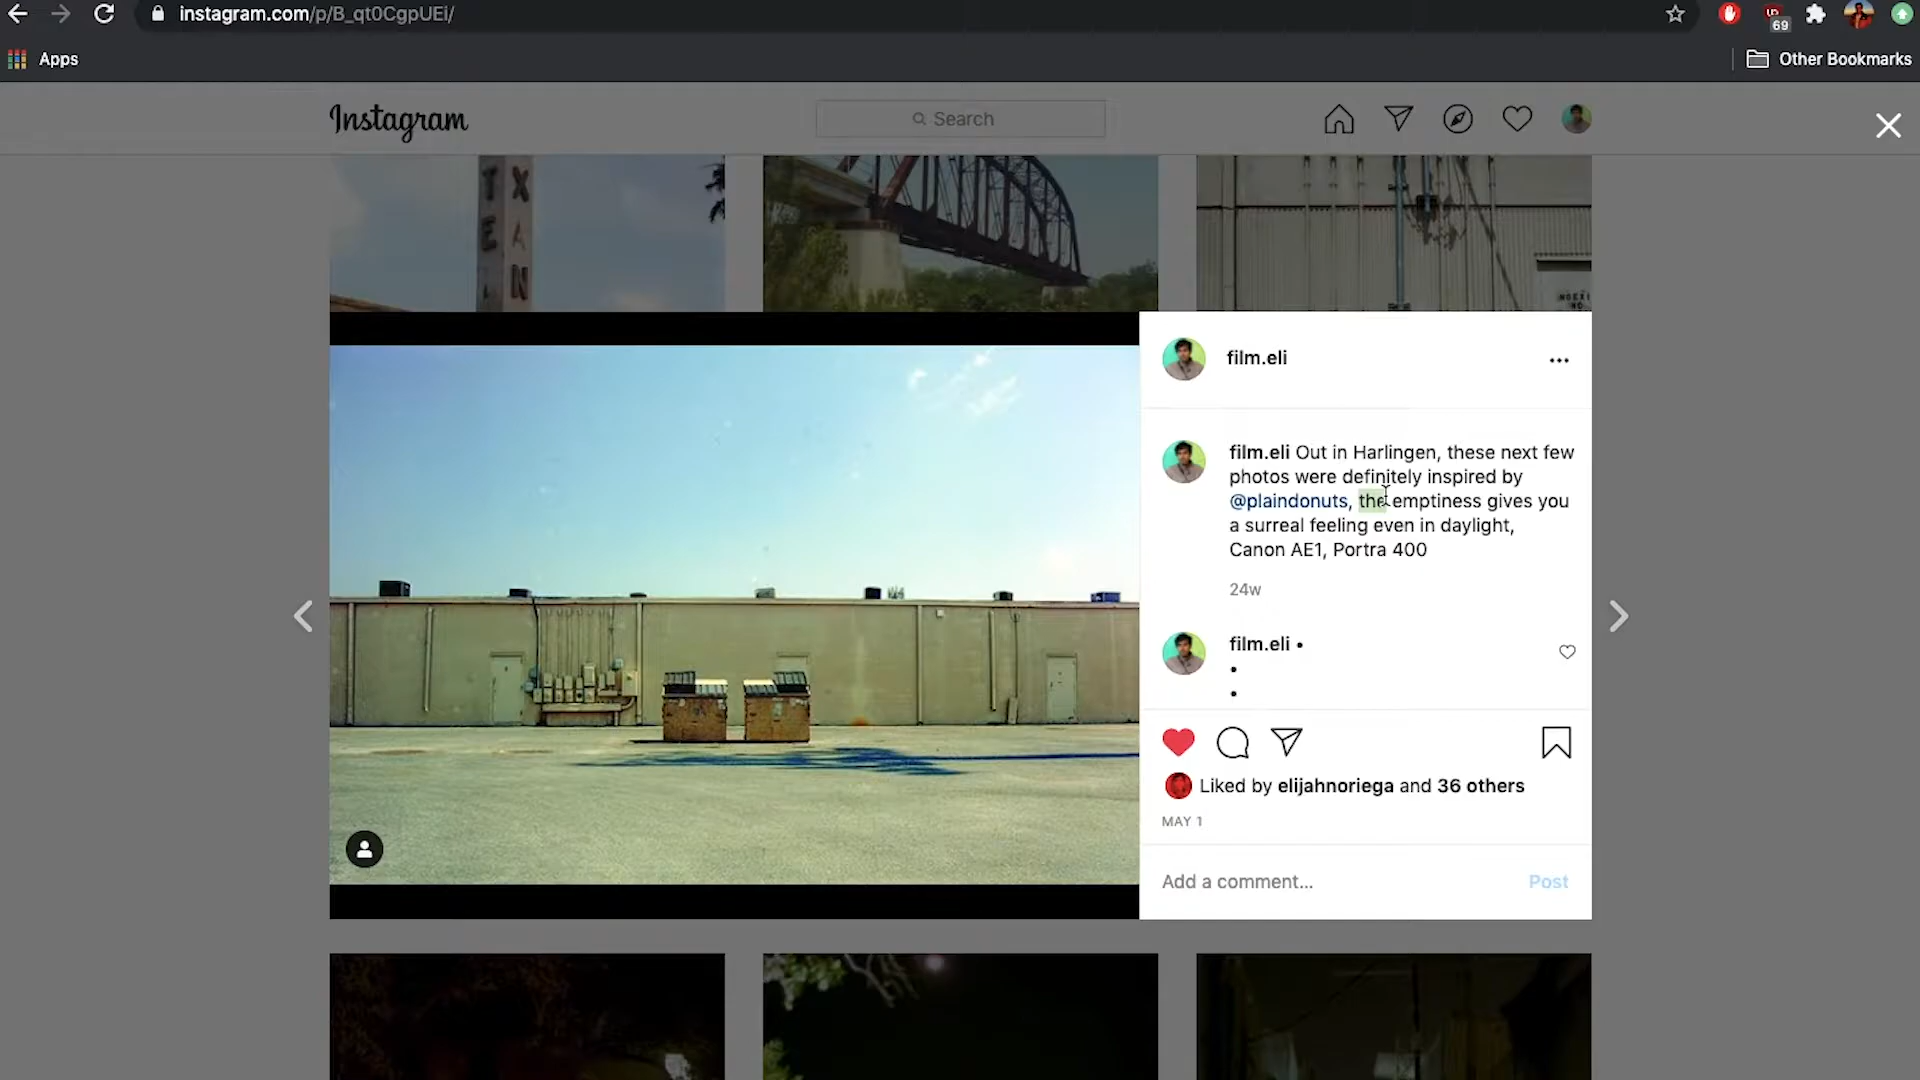 instagram.com/p/B_qt0CgpUEi/
69
Apps
Other Bookmarks
Instagram
Search
TEXAN
film.eli
film.eli Out in Harlingen, these next few
photos were definitely inspired by
@plaindonuts, the emptiness gives you
a surreal feeling even in daylight,
Canon AE1, Portra 400
24w
film.eli •
•
•
Liked by elijahnoriega and 36 others
MAY 1
Add a comment...
Post